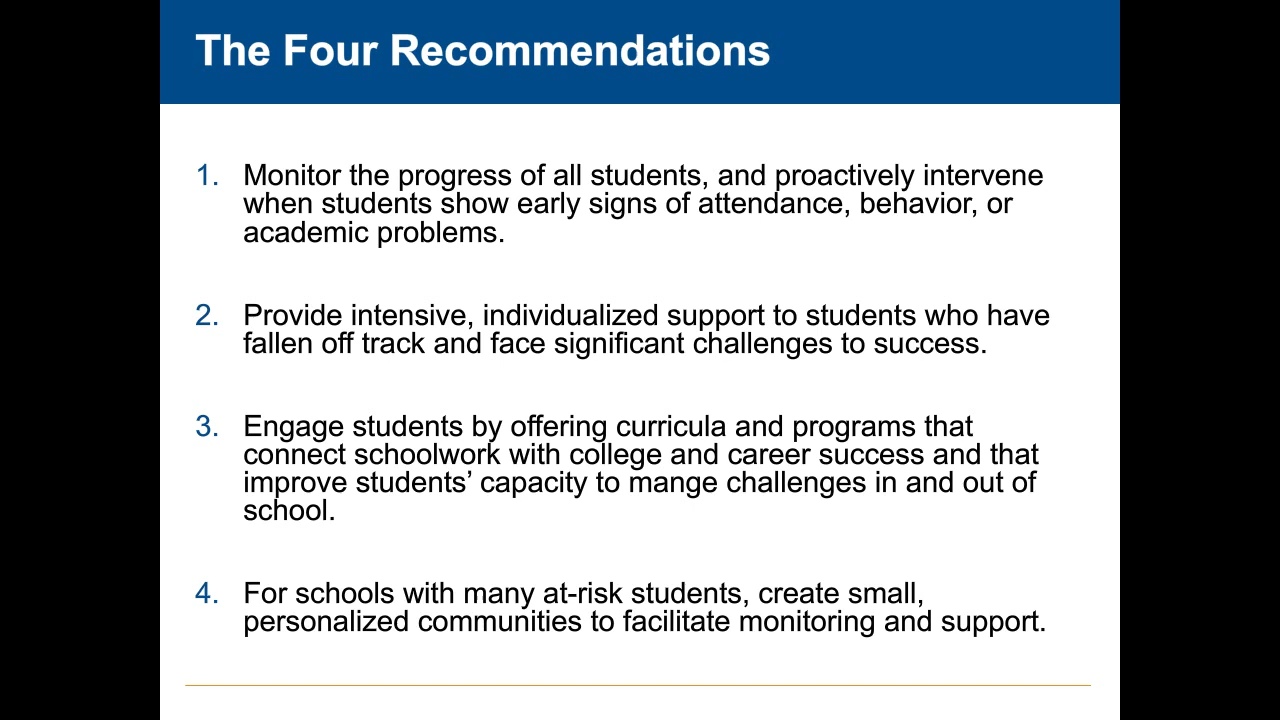 The Four Recommendations
1. Monitor the progress of all students, and proactively intervene
when students show early signs of attendance, behavior, or
academic problems.
2. Provide intensive, individualized support to students who have
fallen off track and face significant challenges to success.
3. Engage students by offering curricula and programs that
connect schoolwork with college and career success and that
improve students’ capacity to mange challenges in and out of
school.
4. For schools with many at-risk students, create small,
personalized communities to facilitate monitoring and support.